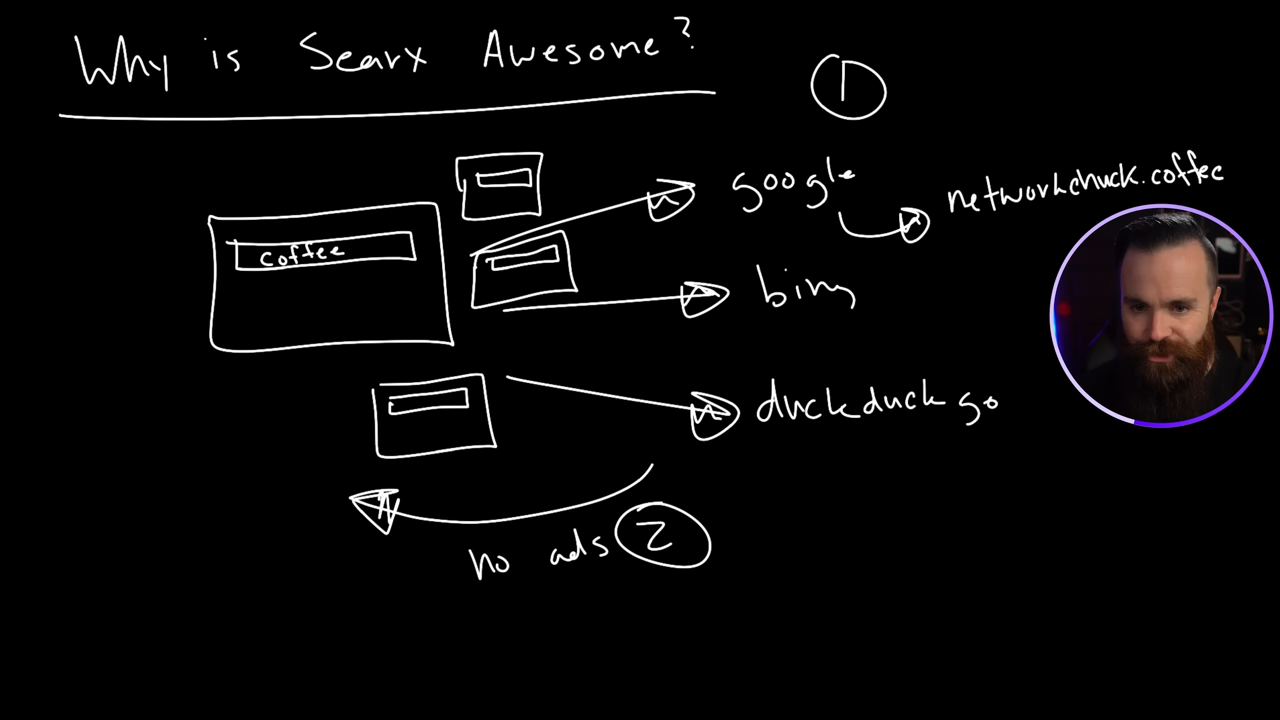 Why is Searx Awesome?
1
google
networkchuck.coffee
coffee
bing
duckduckgo
no ads 2